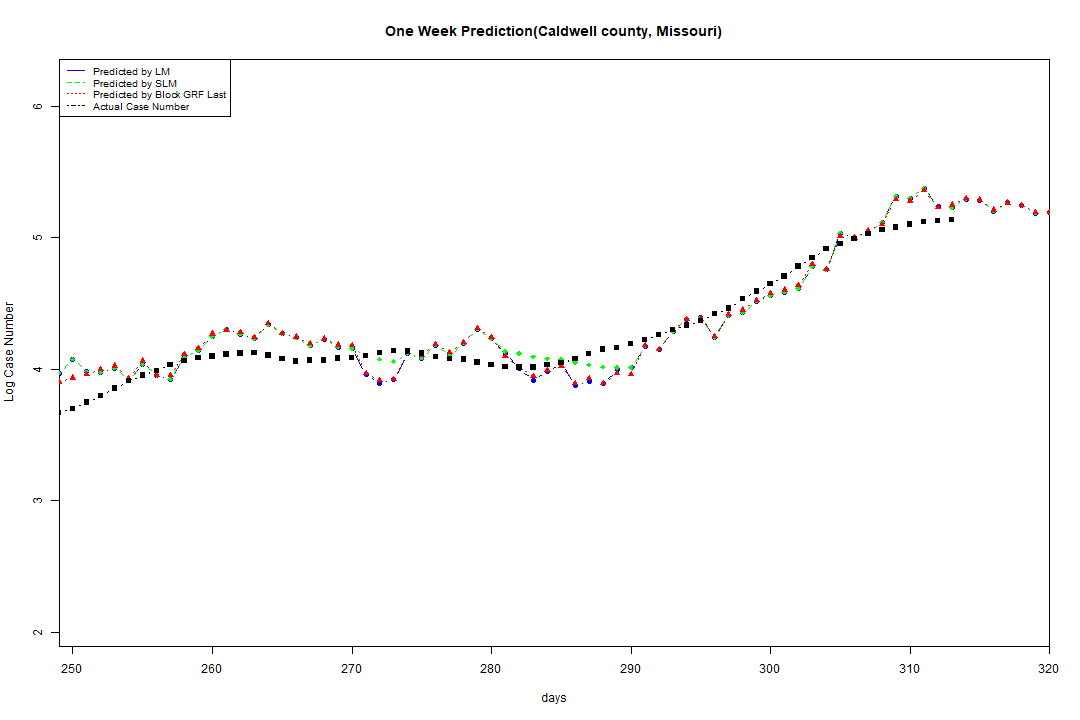 One Week Prediction(Caldwell county, Missouri)
Predicted by LM
Predicted by SLM
Predicted by Block GRF Last
Actual Case Number
6
5
4
3
2
Log Case Number
250 260 270 280 290 300 310 320
days